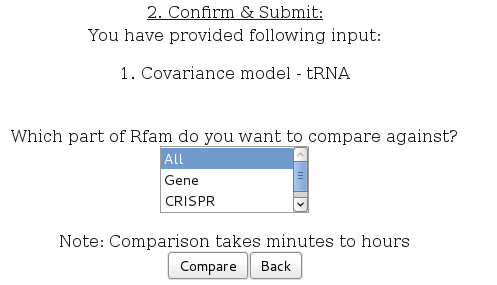 2. Confirm & Submit:
You have provided following input:
1. Covariance model - tRNA
Which part of Rfam do you want to compare against?
All
Gene
CRISPR
Note: Comparison takes minutes to hours
Compare Back